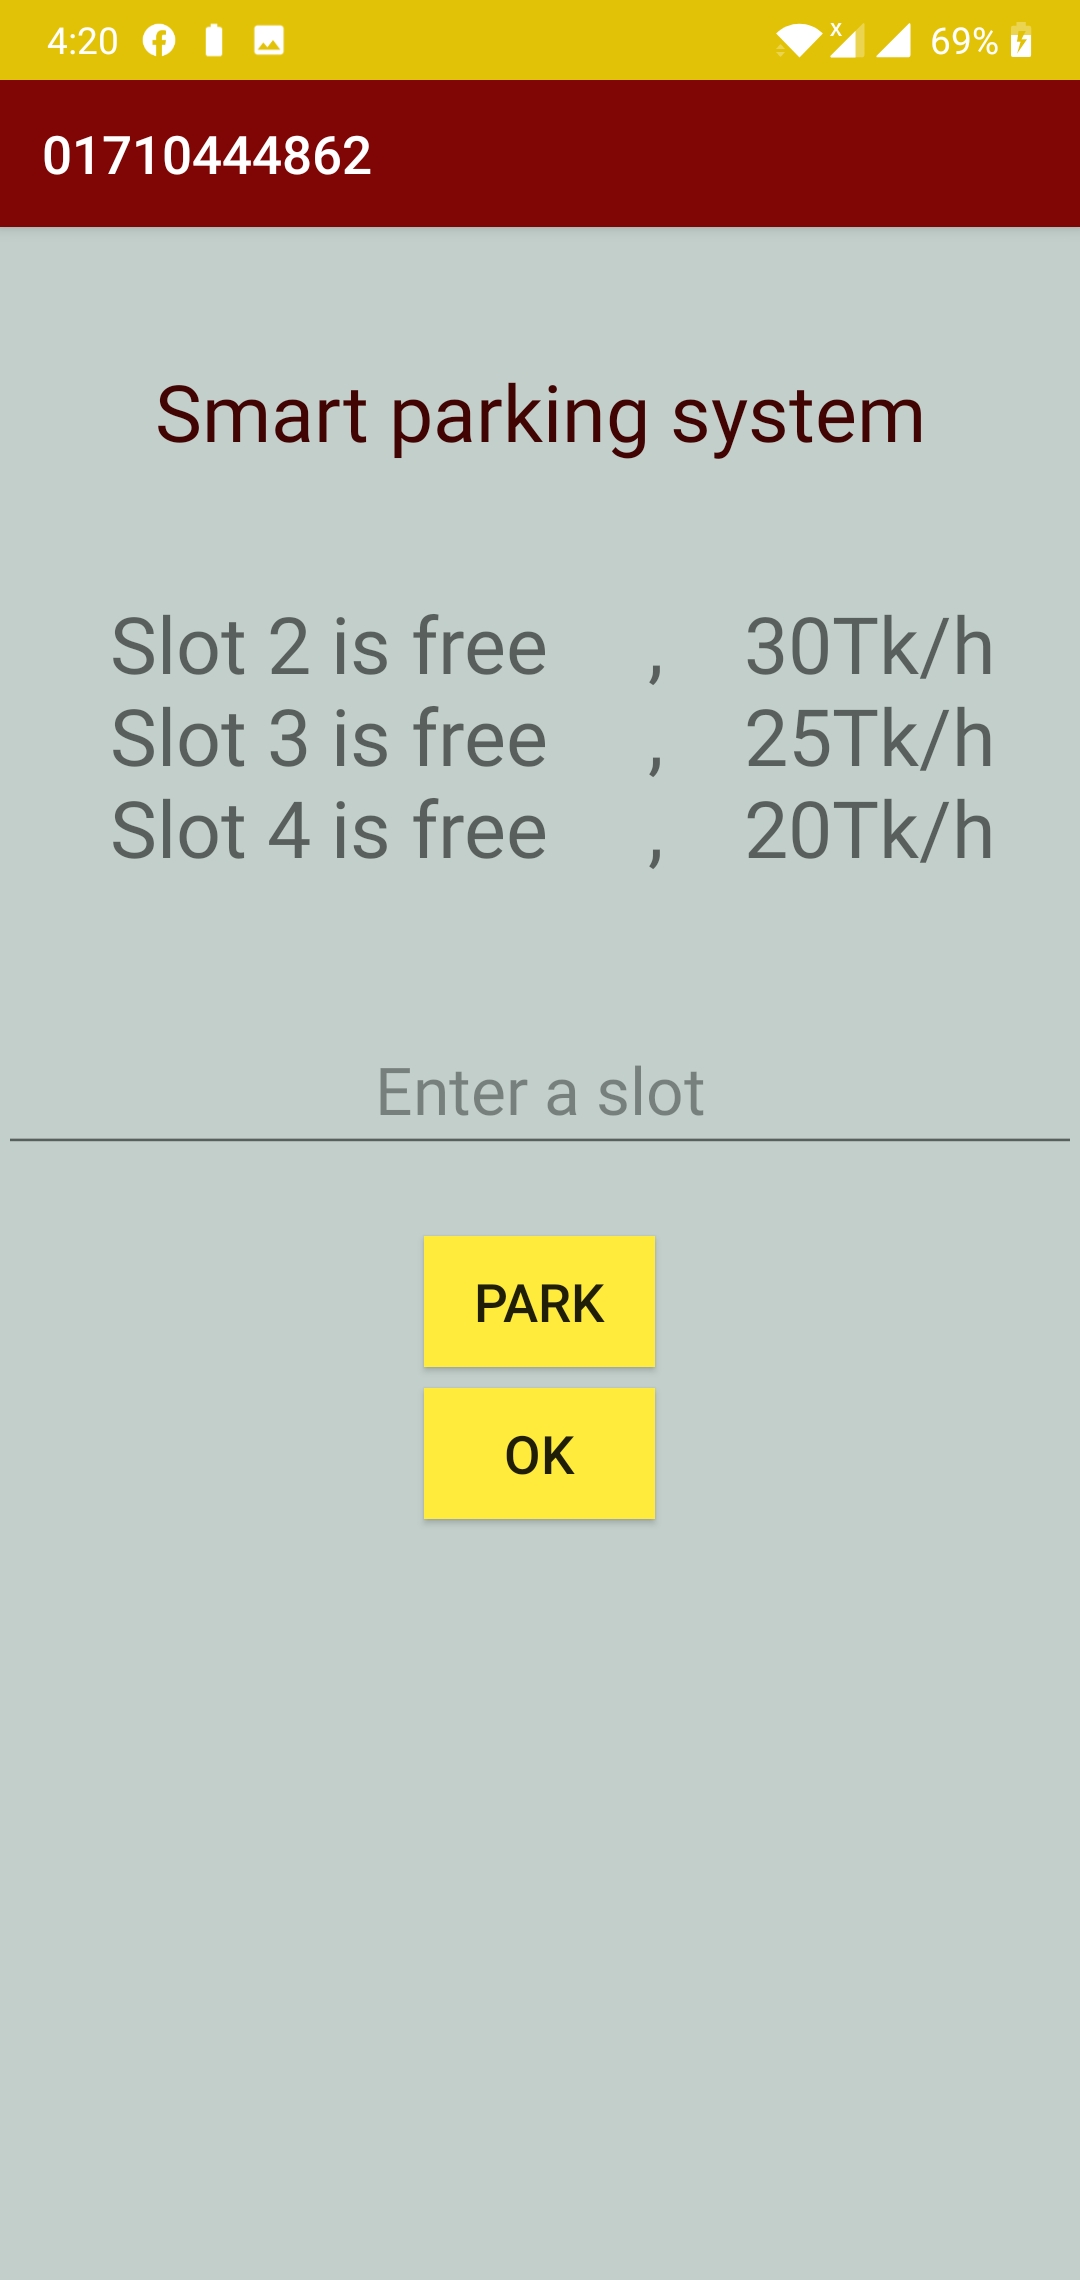 4:20 69%
01710444862
Smart parking system
Slot 2 is free , 30Tk/h
Slot 3 is free , 25Tk/h
Slot 4 is free , 20Tk/h
Enter a slot
PARK
OK